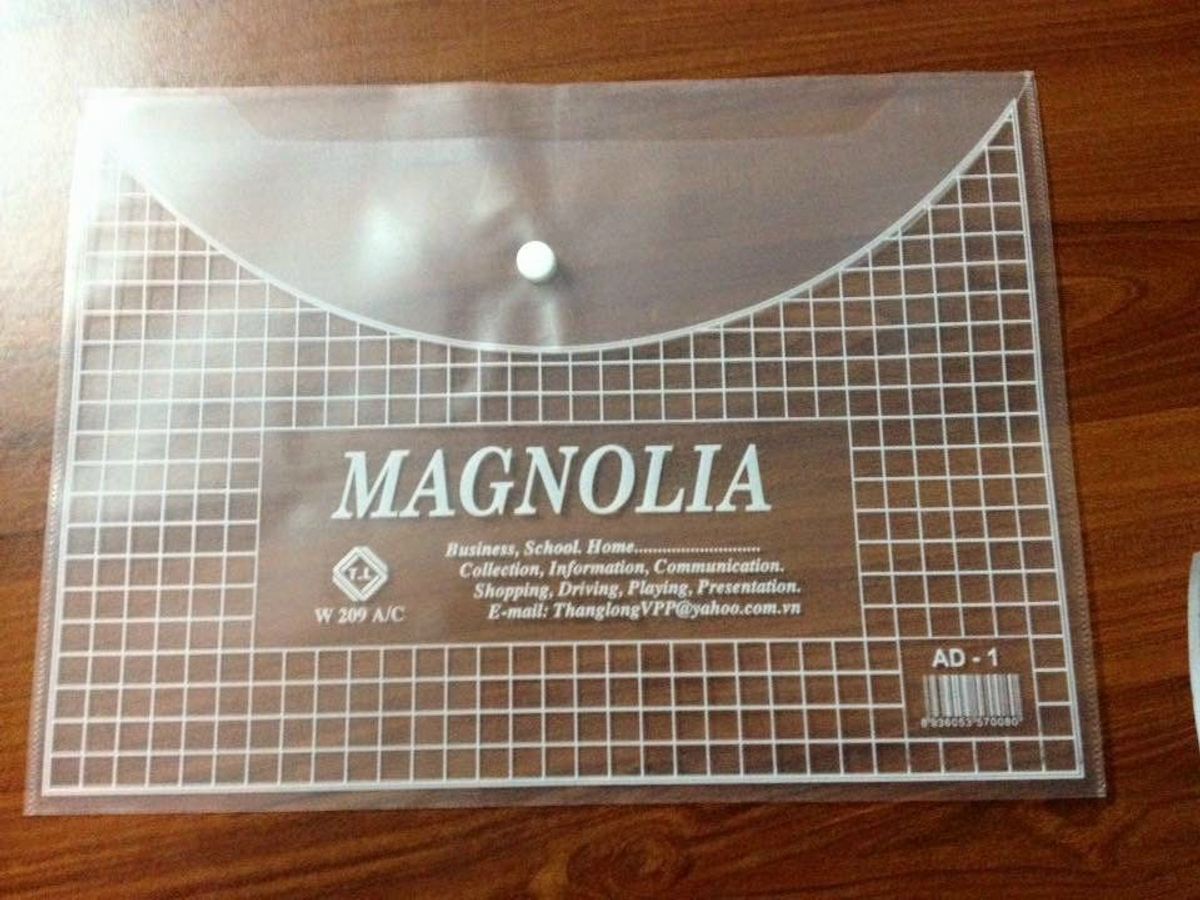 MAGNOLIA
Business, School. Home...........................
Collection, Information, Communication.
Shopping, Driving, Playing, Presentation.
E-mail: ThanglongVPP@yahoo.com.vn
T.L
W 209 A/C
AD - 1
8 936053 570080